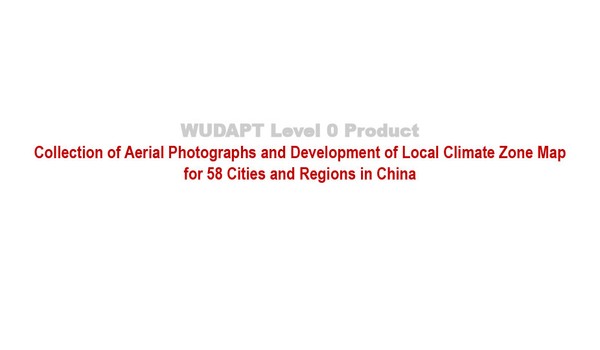 WUDAPT Level 0 Product
Collection of Aerial Photographs and Development of Local Climate Zone Map
for 58 Cities and Regions in China